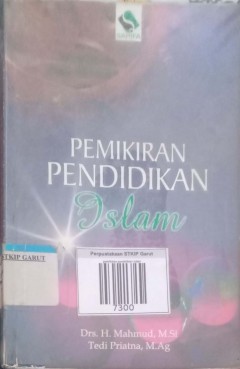 PEMIKIRAN
PENDIDIKAN
Islam
STKIP GARUT
Perpustakaan STKIP Garut
7300
Drs. H. Mahmud, M.Si
Tedi Priatna, M.Ag